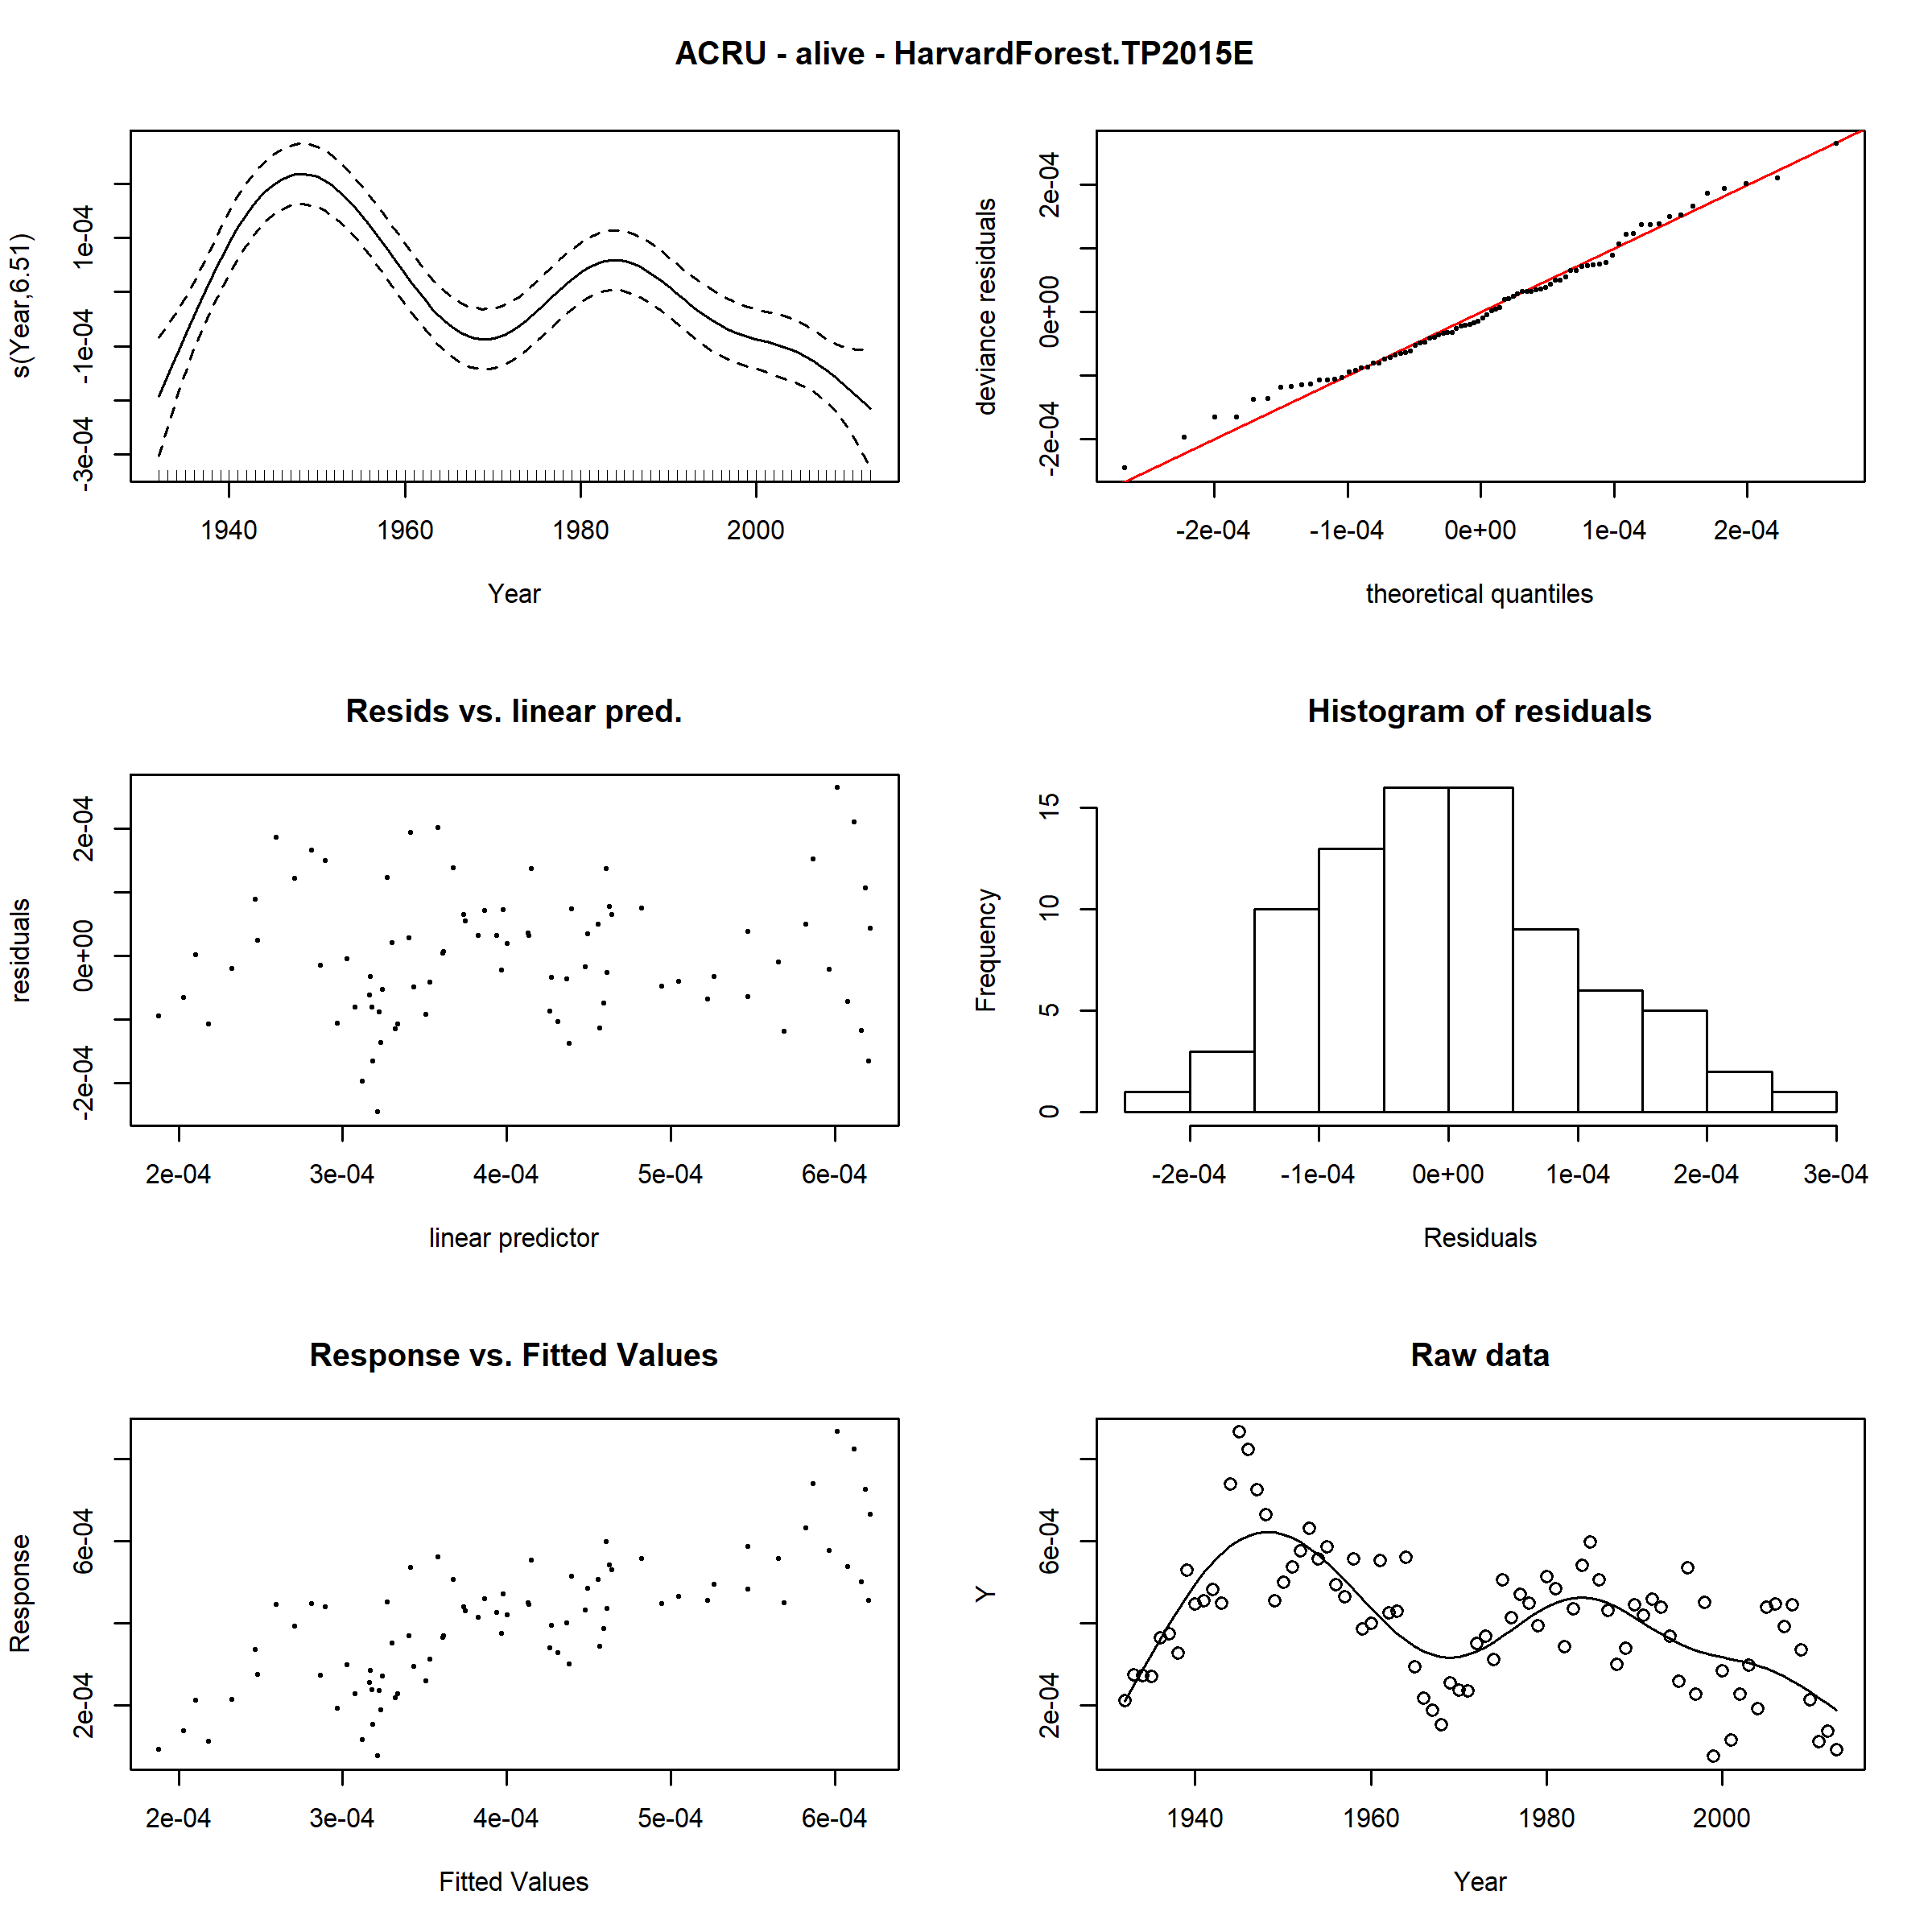 ACRU - alive - HarvardForest.TP2015E
s(Year,6.51)
-3e-04 -1e-04 1e-04
1940 1960 1980 2000
Year
deviance residuals
-2e-04 0e+00 2e-04
-2e-04 -1e-04 0e+00 1e-04 2e-04
theoretical quantiles
Resids vs. linear pred.
residuals
-2e-04 0e+00 2e-04
2e-04 3e-04 4e-04 5e-04 6e-04
linear predictor
Histogram of residuals
Frequency
0 5 10 15
-2e-04 -1e-04 0e+00 1e-04 2e-04 3e-04
Residuals
Response vs. Fitted Values
Response
2e-04 6e-04
2e-04 3e-04 4e-04 5e-04 6e-04
Fitted Values
Raw data
Y
2e-04 6e-04
1940 1960 1980 2000
Year